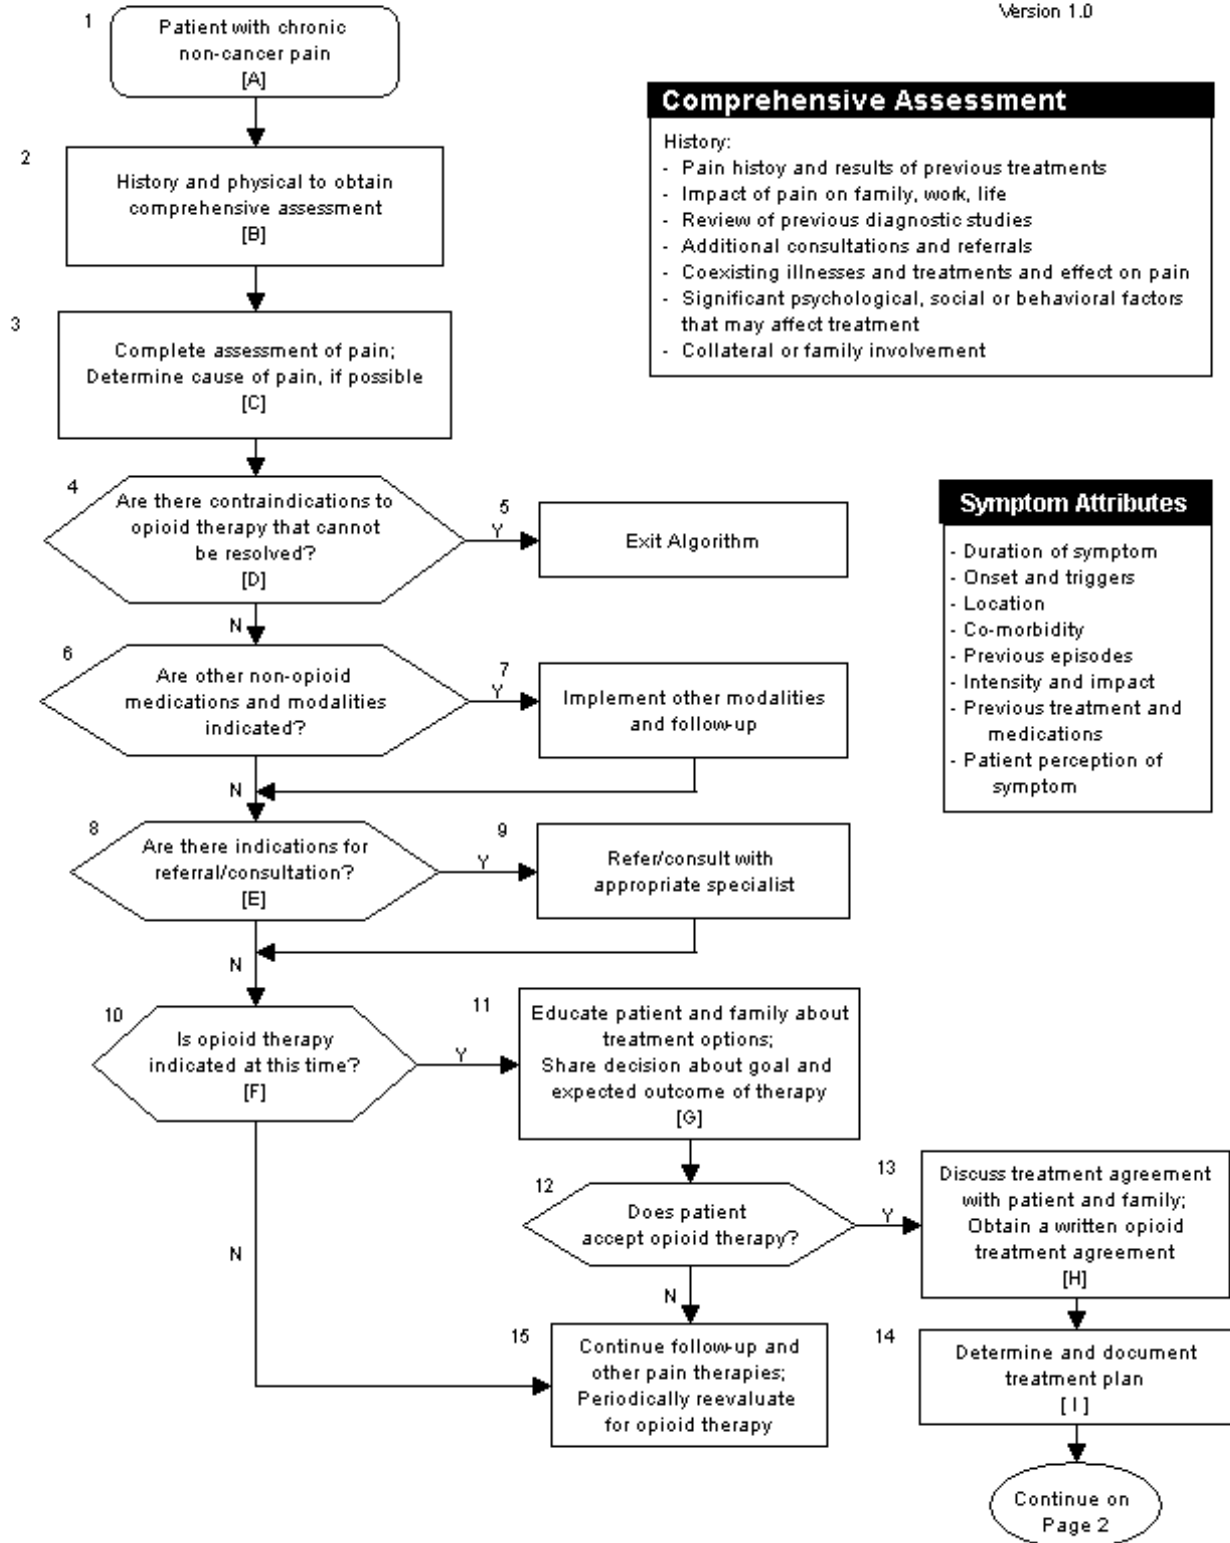 Version 1.0
1
Patient with chronic
non-cancer pain
[A]
2
History and physical to obtain
comprehensive assessment
[B]
3
Complete assessment of pain;
Determine cause of pain, if possible
[C]
Comprehensive Assessment
History:
- Pain histoy and results of previous treatments
- Impact of pain on family, work, life
- Review of previous diagnostic studies
- Additional consultations and referrals
- Coexisting illnesses and treatments and effect on pain
- Significant psychological, social or behavioral factors
that may affect treatment
- Collateral or family involvement
4
Are there contraindications to
opioid therapy that cannot
be resolved?
[D]
Y
5
Exit Algorithm
N
Symptom Attributes
- Duration of symptom
- Onset and triggers
- Location
- Co-morbidity
- Previous episodes
- Intensity and impact
- Previous treatment and
medications
- Patient perception of
symptom
6
Are other non-opioid
medications and modalities
indicated?
7
Y
Implement other modalities
and follow-up
N
8
Are there indications for
referral/consultation?
[E]
Y
9
Refer/consult with
appropriate specialist
N
10
Is opioid therapy
indicated at this time?
[F]
Y
11
Educate patient and family about
treatment options;
Share decision about goal and
expected outcome of therapy
[G]
N
12
Does patient
accept opioid therapy?
Y
13
Discuss treatment agreement
with patient and family;
Obtain a written opioid
treatment agreement
[H]
N
14
Determine and document
treatment plan
[I]
15
Continue follow-up and
other pain therapies;
Periodically reevaluate
for opioid therapy
Continue on
Page 2